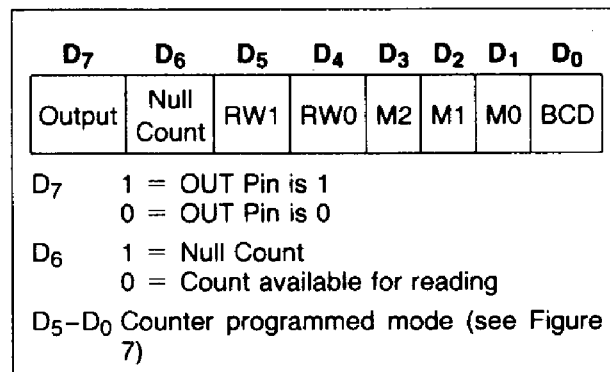 D7 D6 D5 D4 D3 D2 D1 D0
Output Null Count RW1 RW0 M2 M1 M0 BCD
D7 1 = OUT Pin is 1
0 = OUT Pin is 0
D6 1 = Null Count
0 = Count available for reading
D5–D0 Counter programmed mode (see Figure
7)